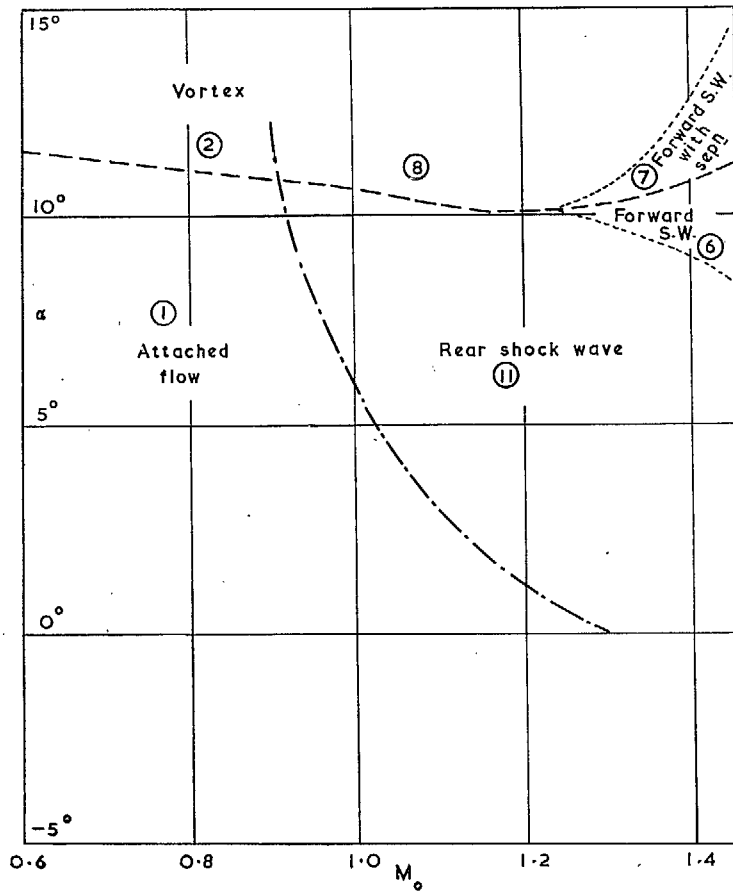 15°
Vortex
②
⑧
⑦
Forward S.W.
with
sepn
10°
Forward
S.W.
⑥
①
α
Attached
flow
Rear shock wave
⑪
5°
0°
-5°
0.6
0.8
1.0
1.2
1.4
M₀